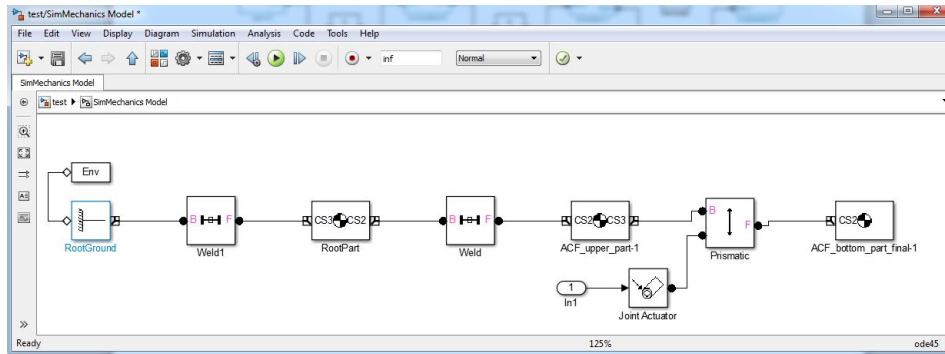 test/SimMechanics Model *
File Edit View Display Diagram Simulation Analysis Code Tools Help
inf Normal
SimMechanics Model
test SimMechanics Model
Env
B F CS3 CS2 B F CS2 CS3 B F CS2
RootGround Weld1 RootPart Weld ACF_upper_part-1 Prismatic ACF_bottom_part_final-1
1
In1 Joint Actuator
Ready 125% ode45